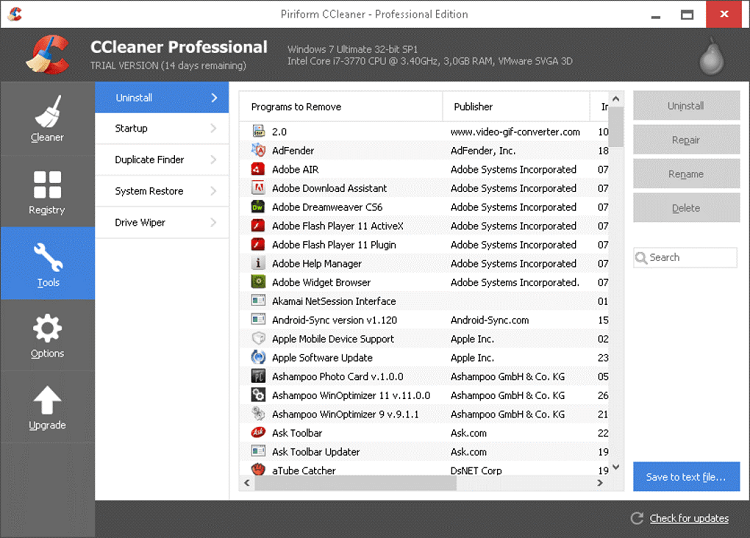 Piriform CCleaner - Professional Edition
CCleaner Professional
TRIAL VERSION (14 days remaining)
Windows 7 Ultimate 32-bit SP1
Intel Core i7-3770 CPU @ 3.40GHz, 3,0GB RAM, VMware SVGA 3D
Cleaner
Registry
Tools
Options
Upgrade
Uninstall
Startup
Duplicate Finder
System Restore
Drive Wiper
Programs to Remove Publisher In
2.0 www.video-gif-converter.com 10
AdFender AdFender, Inc. 18
Adobe AIR Adobe Systems Incorporated 07
Adobe Download Assistant Adobe Systems Incorporated 07
Adobe Dreamweaver CS6 Adobe Systems Incorporated 07
Adobe Flash Player 11 ActiveX Adobe Systems Incorporated 07
Adobe Flash Player 11 Plugin Adobe Systems Incorporated 07
Adobe Help Manager Adobe Systems Incorporated 07
Adobe Widget Browser Adobe Systems Incorporated. 07
Akamai NetSession Interface 01
Android-Sync version v1.120 Android-Sync.com 15
Apple Mobile Device Support Apple Inc. 02
Apple Software Update Apple Inc. 23
Ashampoo Photo Card v.1.0.0 Ashampoo GmbH & Co. KG 05
Ashampoo WinOptimizer 11 v.11.0.0 Ashampoo GmbH & Co. KG 26
Ashampoo WinOptimizer 9 v.9.1.1 Ashampoo GmbH & Co. KG 21
Ask Toolbar Ask.com 22
Ask Toolbar Updater Ask.com 19
aTube Catcher DsNET Corp 19
Uninstall
Repair
Rename
Delete
Search
Save to text file...
Check for updates